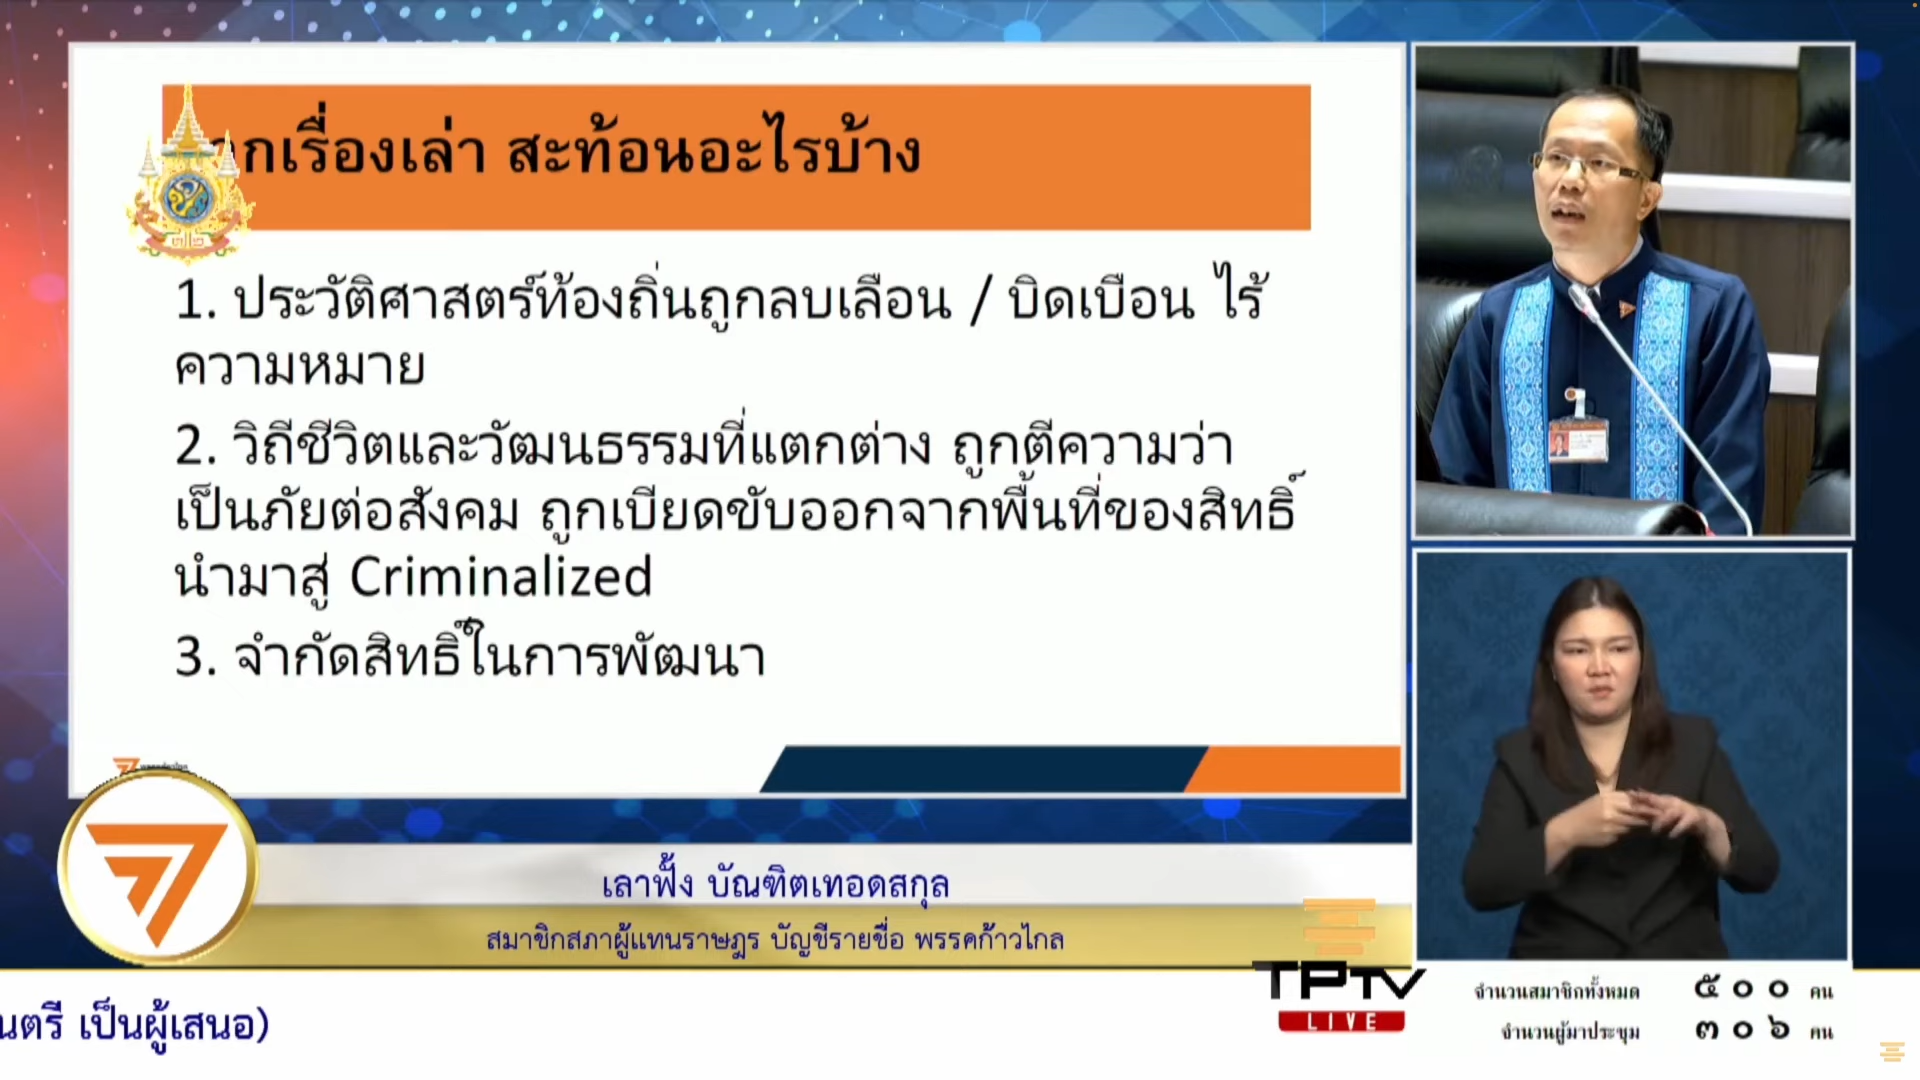 เรื่องเล่า สะท้อนอะไรบ้าง
1. ประวัติศาสตร์ท้องถิ่นถูกลบเลือน / บิดเบือน ไร้
ความหมาย
2. วิถีชีวิตและวัฒนธรรมที่แตกต่าง ถูกตีความว่า
เป็นภัยต่อสังคม ถูกเบียดขับออกจากพื้นที่ของสิทธิ์
นำมาสู่ Criminalized
3. จำกัดสิทธิ์ในการพัฒนา
เลาฟั้ง บัณฑิตเทอดสกุล
สมาชิกสภาผู้แทนราษฎร บัญชีรายชื่อ พรรคก้าวไกล
TPTV
LIVE
เป็นผู้เสนอ)
จำนวนสมาชิกทั้งหมด ๕๐๐ คน
จำนวนผู้มาประชุม ๓๐๖ คน